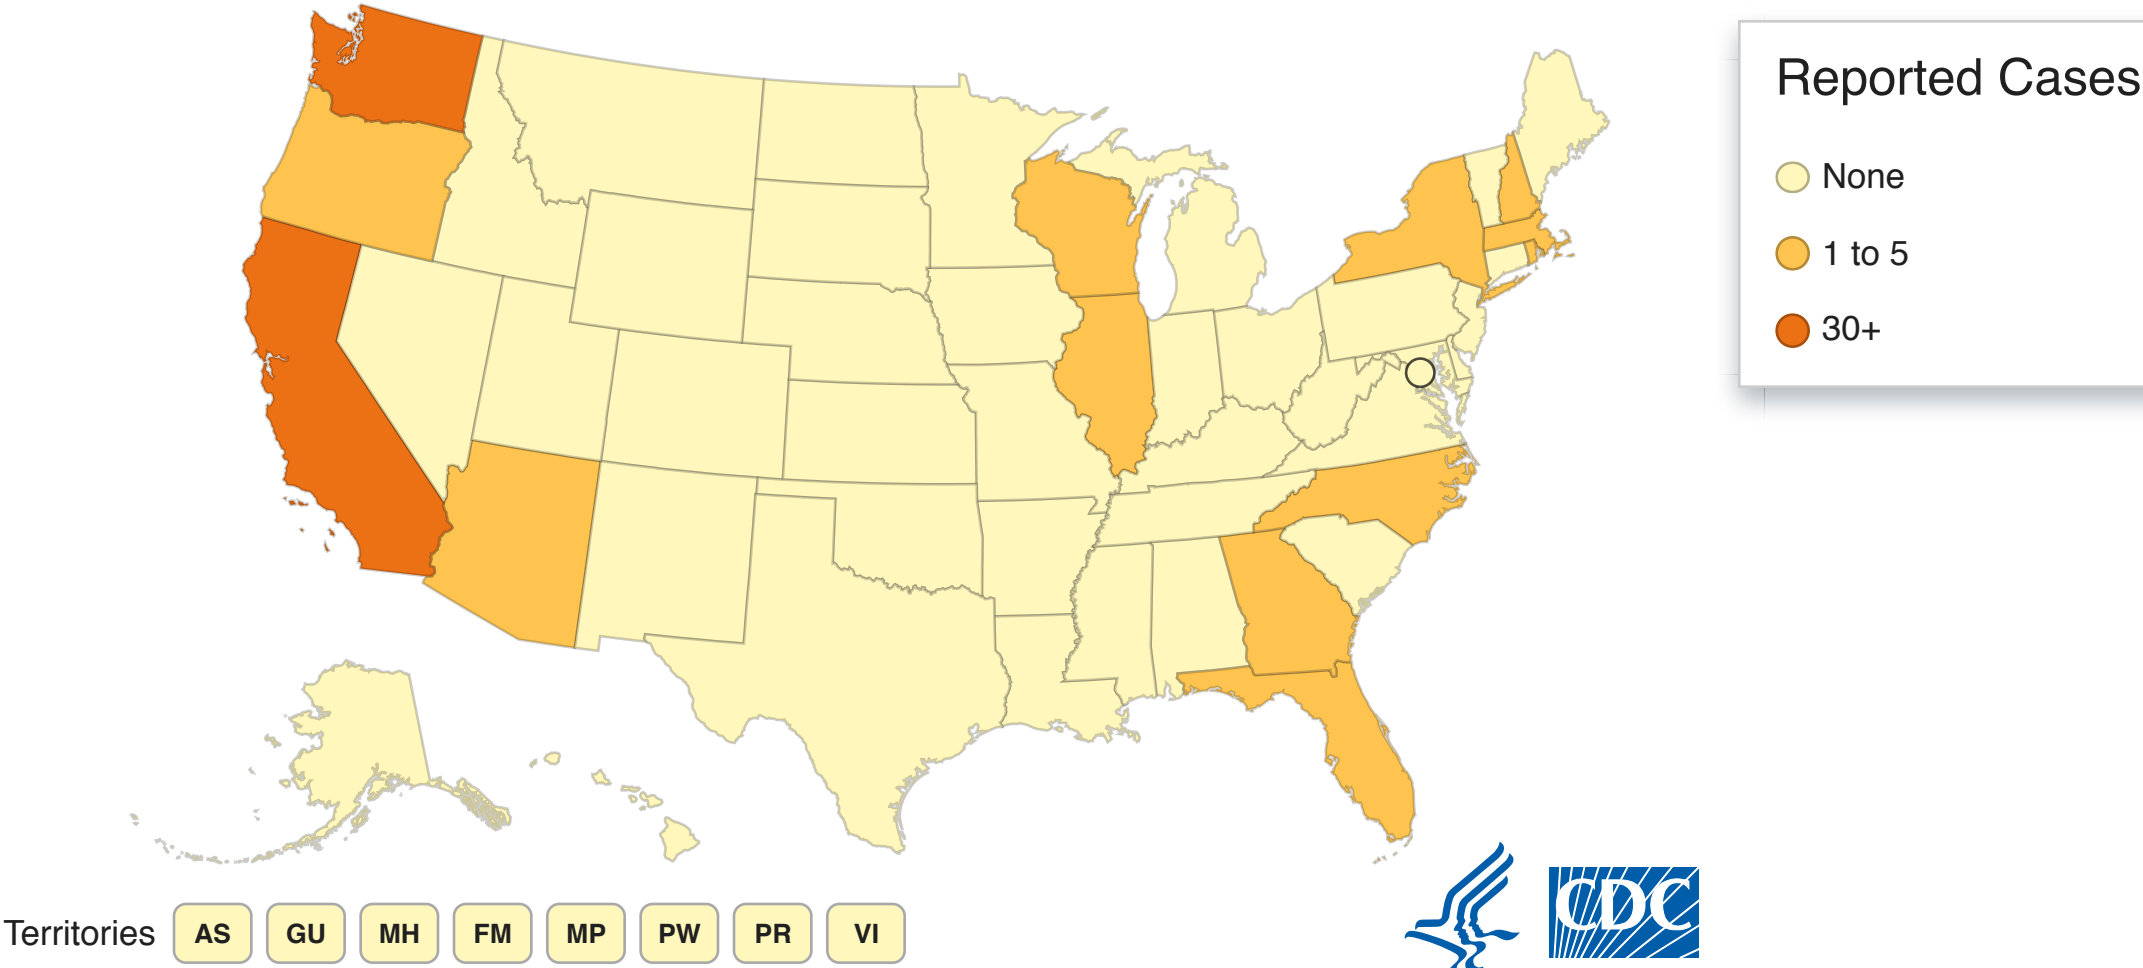 Reported Cases
None
1 to 5
30+
Territories AS GU MH FM MP PW PR VI
CDC